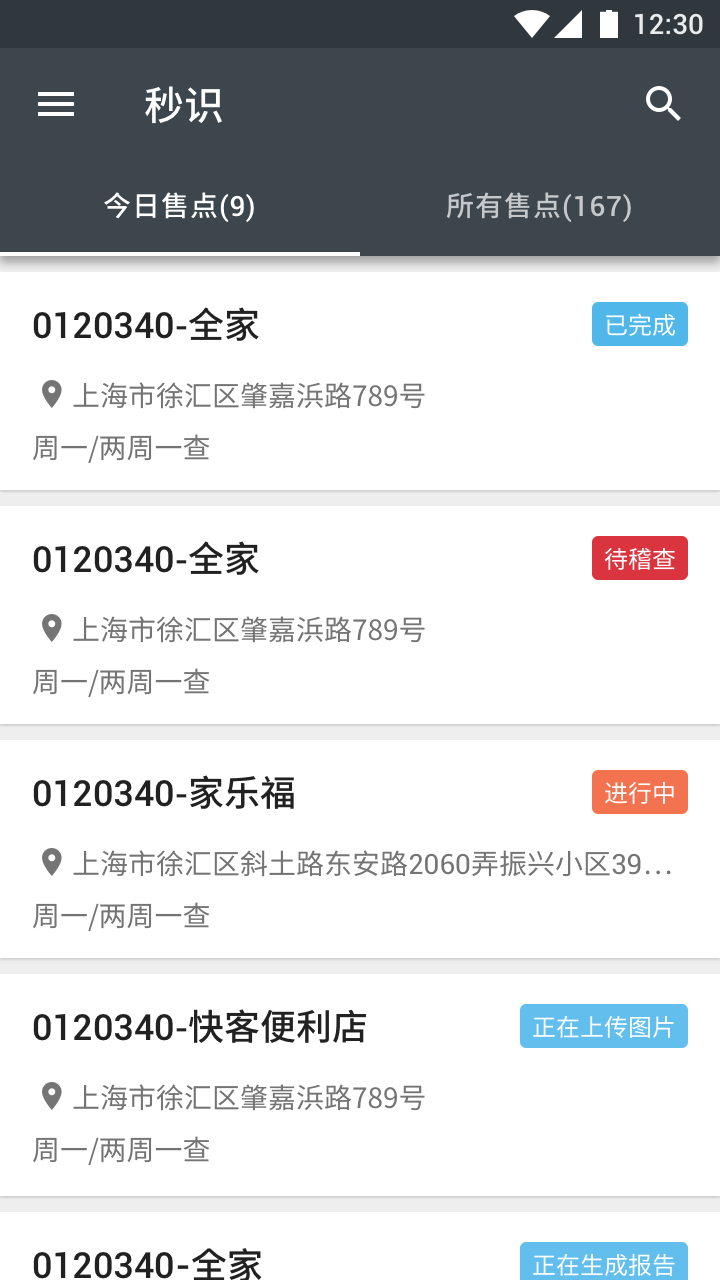 12:30
秒识
今日售点(9)
所有售点(167)
0120340-全家
已完成
上海市徐汇区肇嘉浜路789号
周一/两周一查
0120340-全家
待稽查
上海市徐汇区肇嘉浜路789号
周一/两周一查
0120340-家乐福
进行中
上海市徐汇区斜土路东安路2060弄振兴小区39...
周一/两周一查
0120340-快客便利店
正在上传图片
上海市徐汇区肇嘉浜路789号
周一/两周一查
0120340-全家
正在生成报告